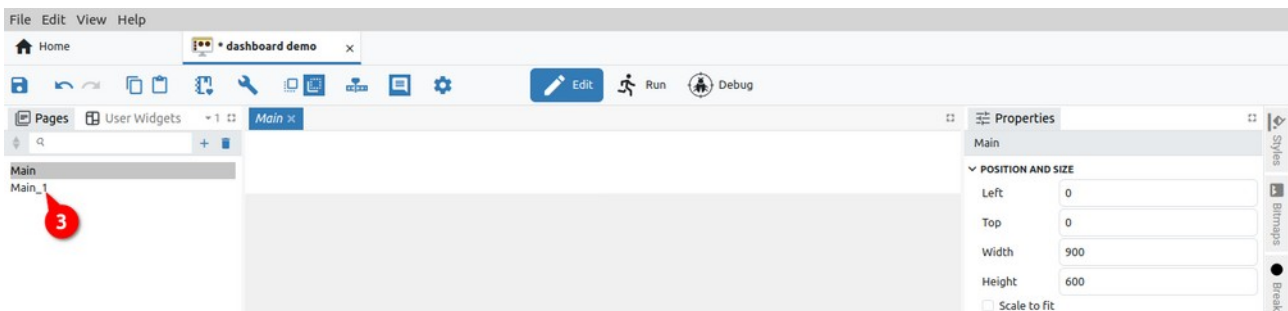 File Edit View Help
Home * dashboard demo x
Edit Run Debug
Pages User Widgets 1 Main × Properties
Main
Main
Main_1
3
POSITION AND SIZE
Left 0
Top 0
Width 900
Height 600
Scale to fit
Styles
Bitmaps